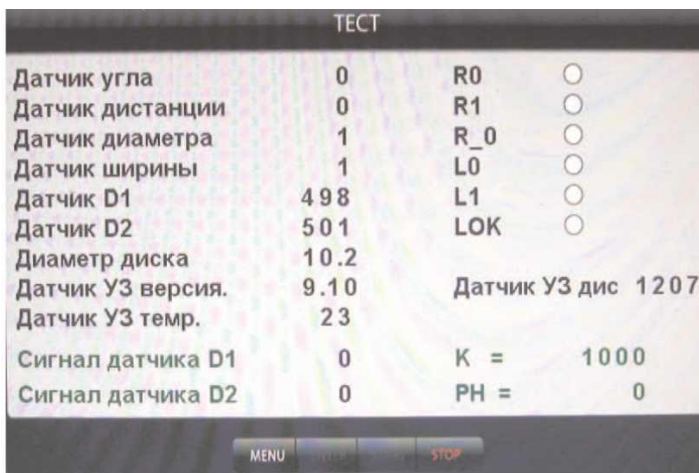 ТЕСТ
Датчик угла 0 R0
Датчик дистанции 0 R1
Датчик диаметра 1 R_0
Датчик ширины 1 L0
Датчик D1 498 L1
Датчик D2 501 LOK
Диаметр диска 10.2
Датчик УЗ версия. 9.10 Датчик УЗ дис 1207
Датчик УЗ темр. 23
Сигнал датчика D1 0 K = 1000
Сигнал датчика D2 0 PH = 0
MENU STOP